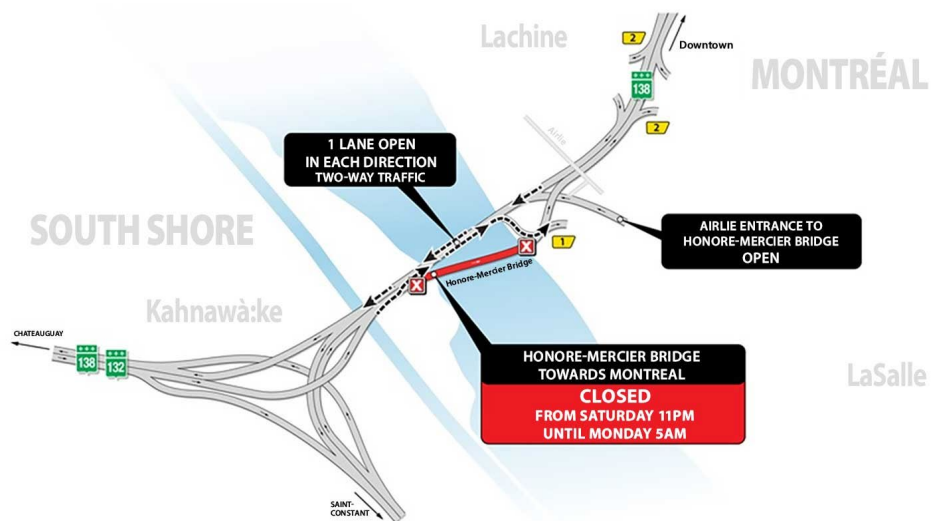 Lachine
2
Downtown
138
MONTRÉAL
2
Airlie
1 LANE OPEN
IN EACH DIRECTION
TWO-WAY TRAFFIC
SOUTH SHORE
AIRLIE ENTRANCE TO
HONORE-MERCIER BRIDGE
OPEN
1
X
X
Honore-Mercier Bridge
Kahnawà:ke
CHATEAUGUAY
138
132
HONORE-MERCIER BRIDGE
TOWARDS MONTREAL
CLOSED
FROM SATURDAY 11PM
UNTIL MONDAY 5AM
LaSalle
SAINT-
CONSTANT